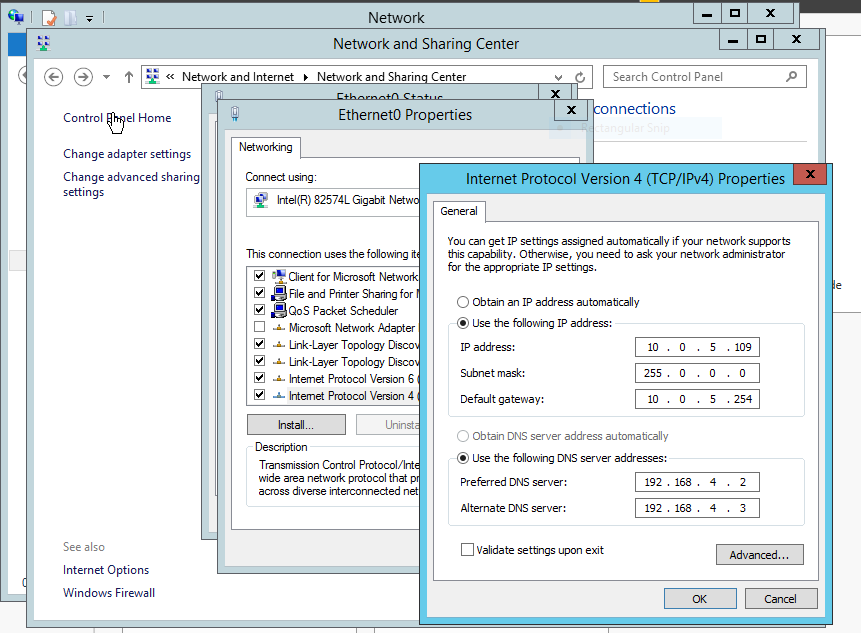 Network
Network and Sharing Center
« Network and Internet Network and Sharing Center
Search Control Panel
Control Panel Home
Change adapter settings
Change advanced sharing
settings
See also
Internet Options
Windows Firewall
connections
Rectangular Snip
Ethernet0 Status
Ethernet0 Properties
Networking
Connect using:
Intel(R) 82574L Gigabit Netwo
This connection uses the following ite
Client for Microsoft Network
File and Printer Sharing for
QoS Packet Scheduler
Microsoft Network Adapter
Link-Layer Topology Discov
Link-Layer Topology Discov
Internet Protocol Version 6 (
Internet Protocol Version 4 (
Install...
Uninsta
Description
Transmission Control Protocol/Inte
wide area network protocol that pr
across diverse interconnected net
Internet Protocol Version 4 (TCP/IPv4) Properties
General
You can get IP settings assigned automatically if your network supports
this capability. Otherwise, you need to ask your network administrator
for the appropriate IP settings.
Obtain an IP address automatically
Use the following IP address:
IP address: 10 . 0 . 5 . 109
Subnet mask: 255 . 0 . 0 . 0
Default gateway: 10 . 0 . 5 . 254
Obtain DNS server address automatically
Use the following DNS server addresses:
Preferred DNS server: 192 . 168 . 4 . 2
Alternate DNS server: 192 . 168 . 4 . 3
Validate settings upon exit
Advanced...
OK
Cancel